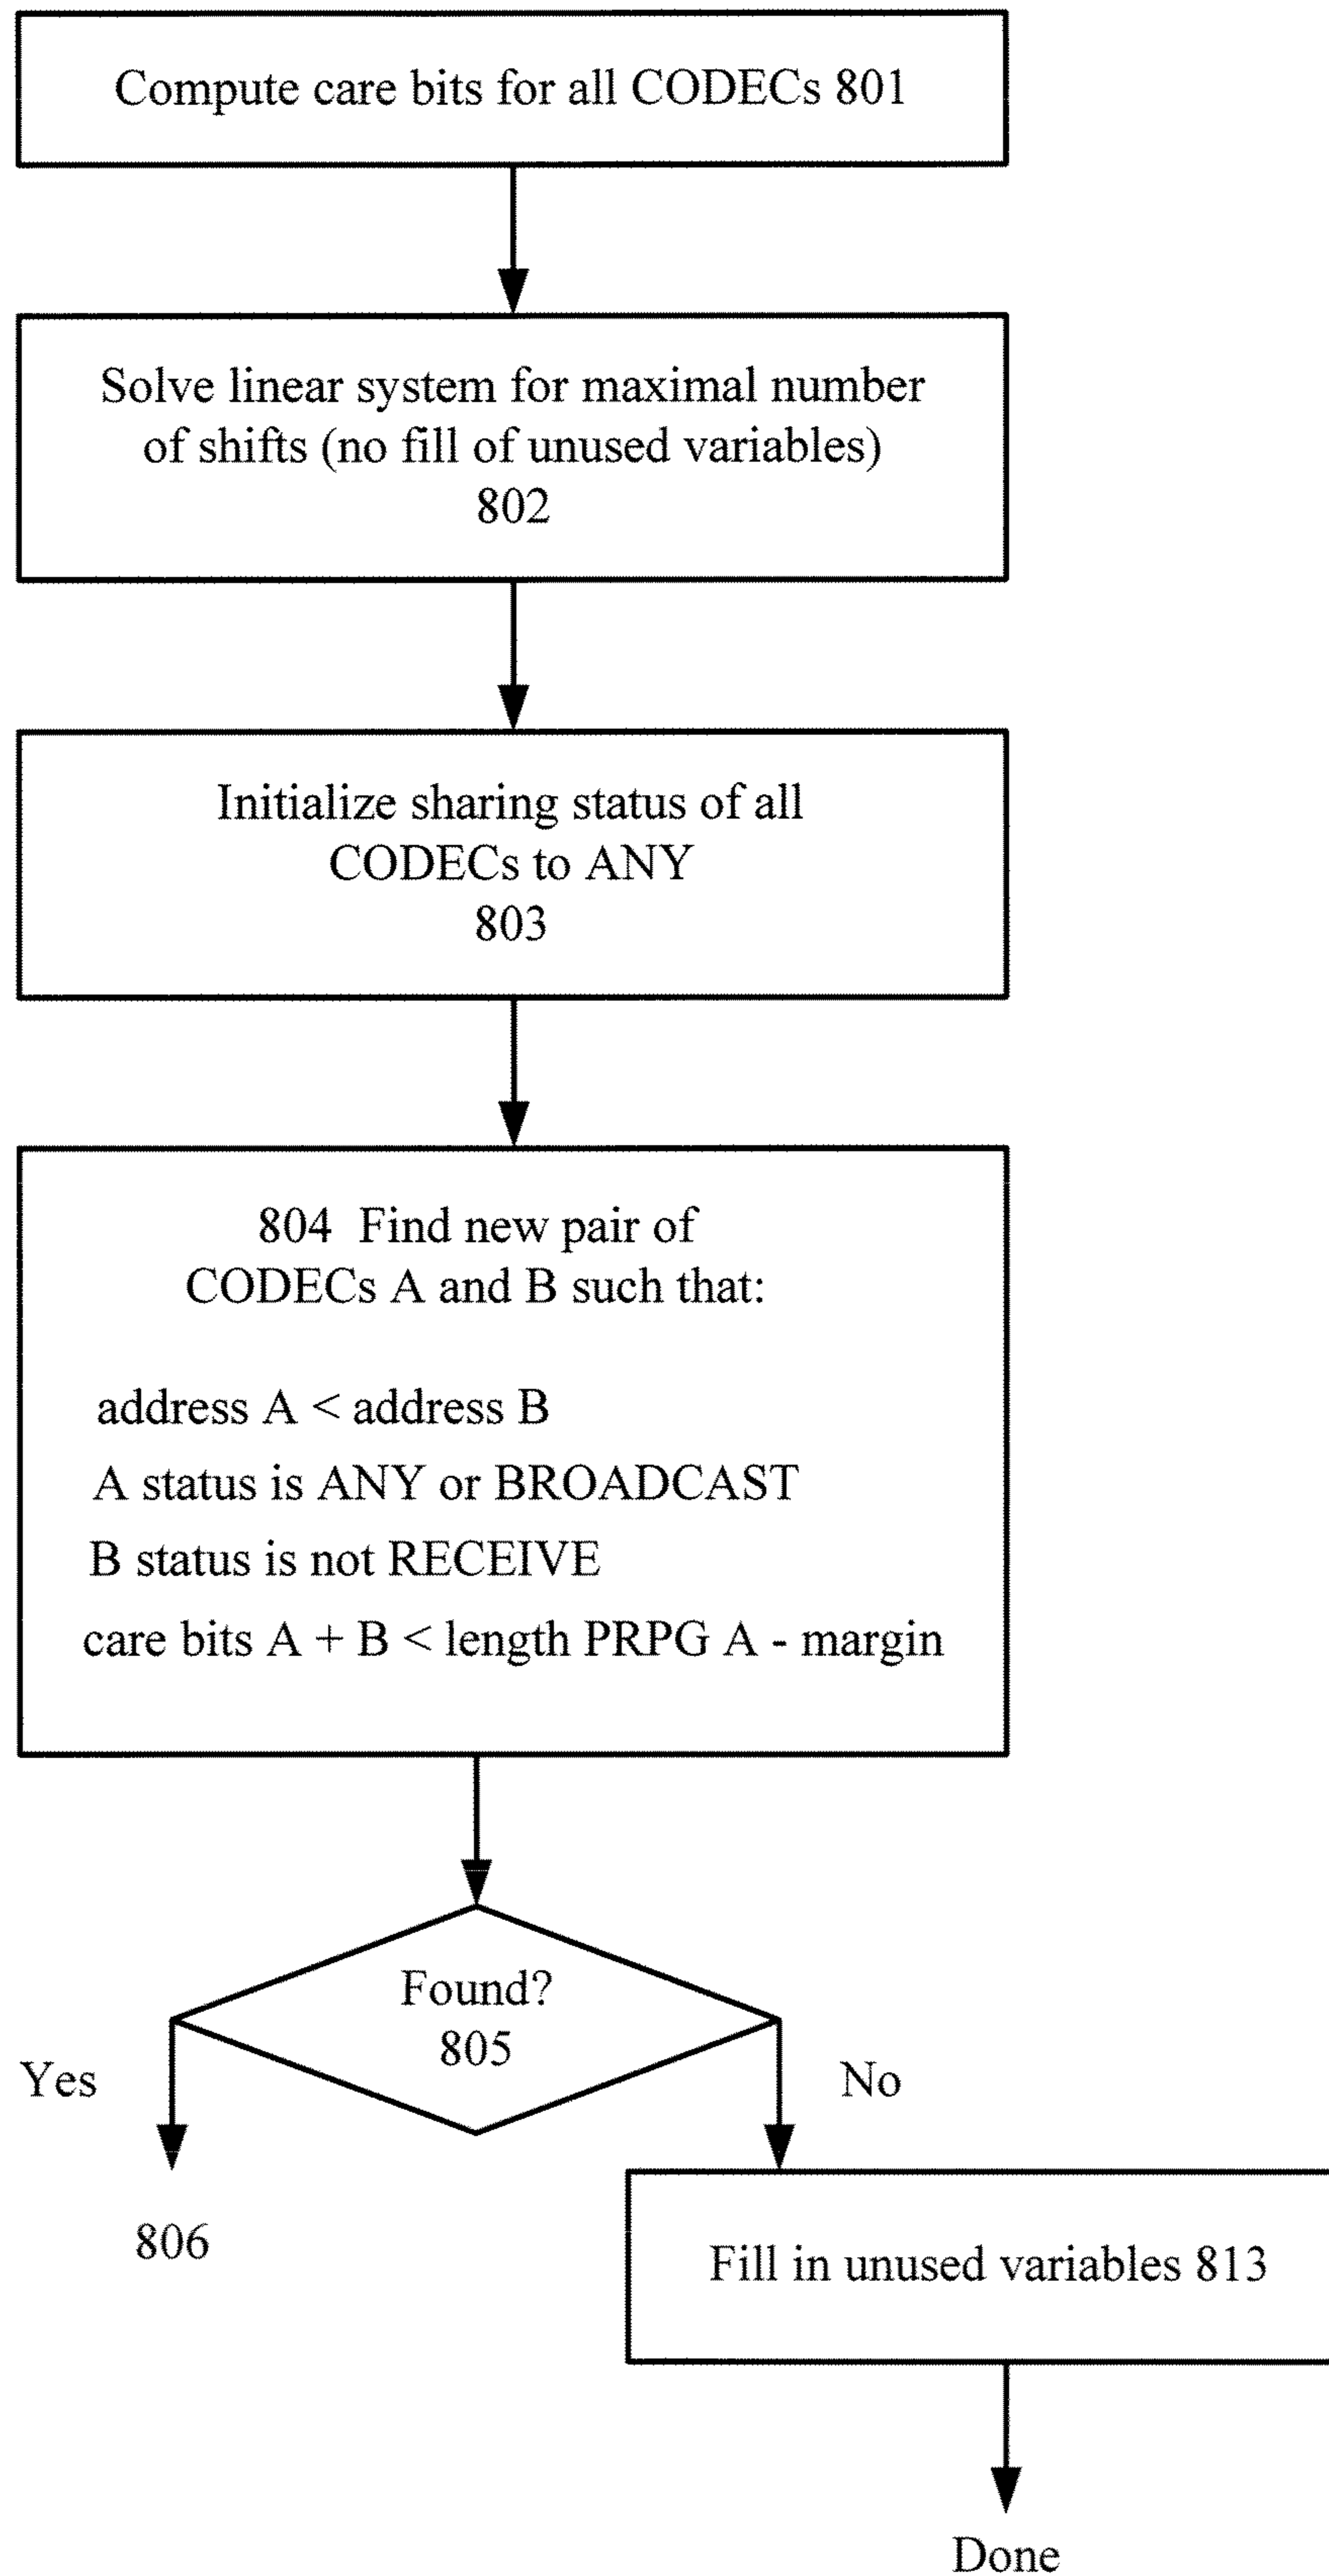 Compute care bits for all CODECs 801
Solve linear system for maximal number
of shifts (no fill of unused variables)
802
Initialize sharing status of all
CODECs to ANY
803
804 Find new pair of
CODECs A and B such that:
address A < address B
A status is ANY or BROADCAST
B status is not RECEIVE
care bits A + B < length PRPG A - margin
Found?
805
Yes
No
806
Fill in unused variables 813
Done